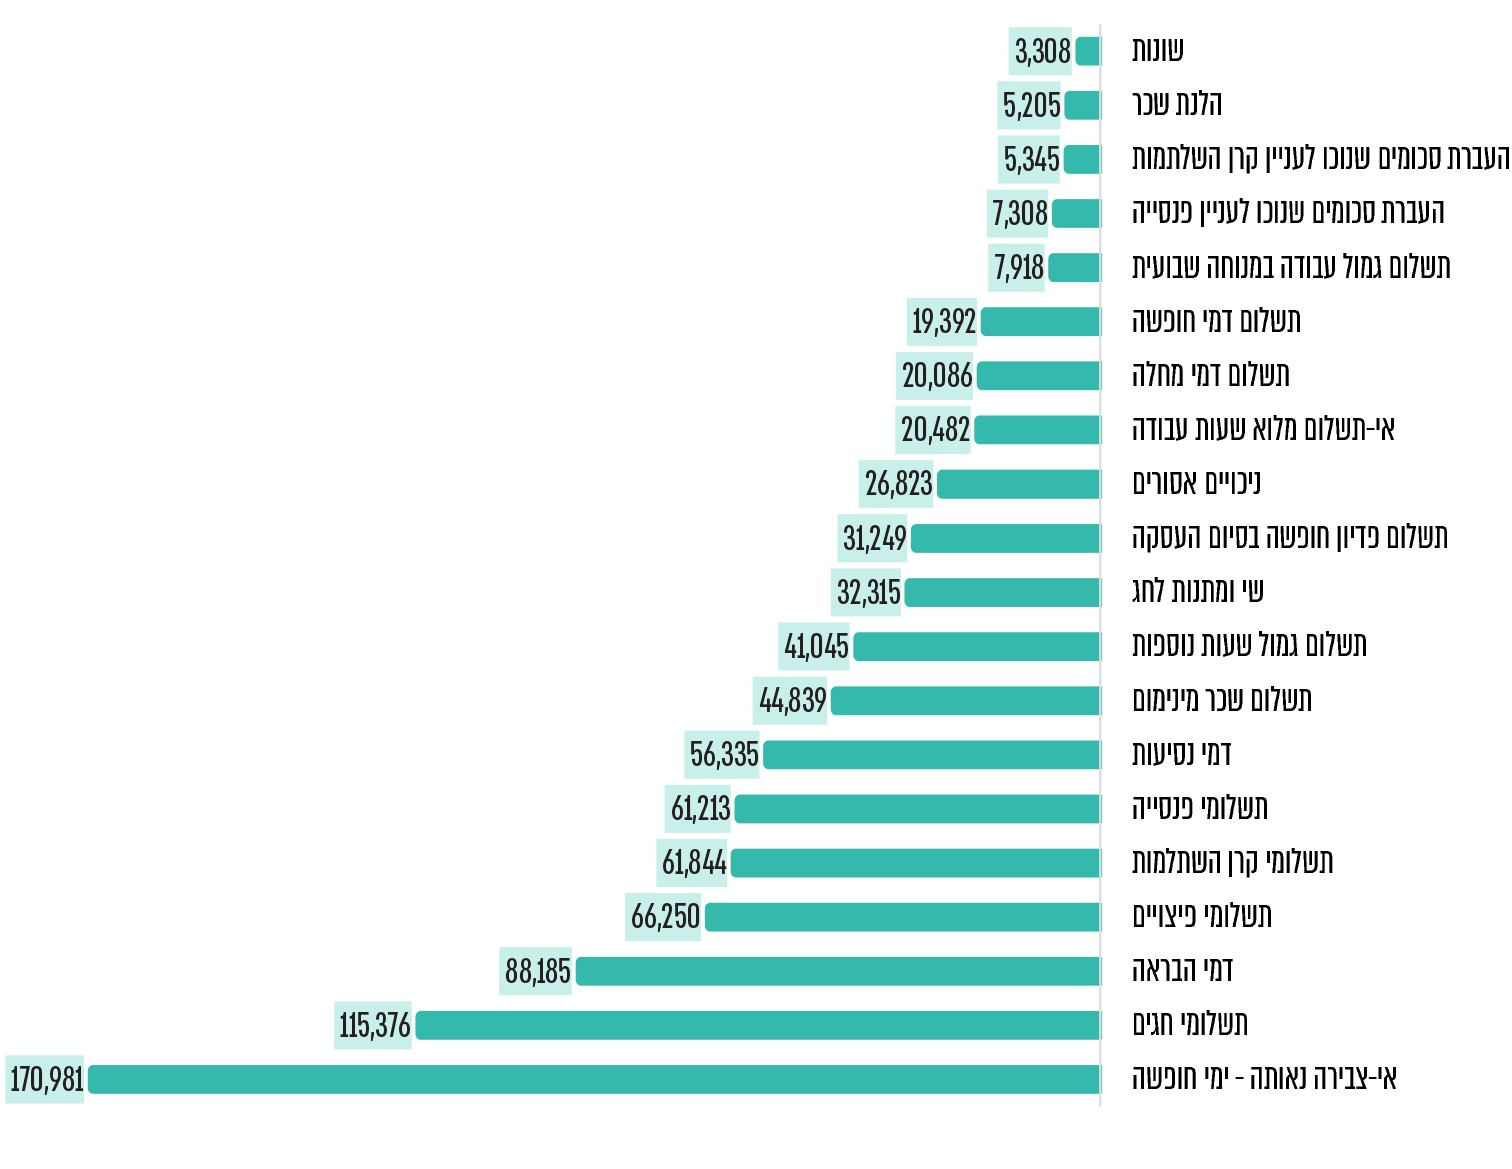 שונות 3,308
הלנת שכר 5,205
העברת סכומים שנוכו לעניין קרן השלתמות 5,345
העברת סכומים שנוכו לעניין פנסייה 7,308
תשלום גמול עבודה במנוחה שבועית 7,918
תשלום דמי חופשה 19,392
תשלום דמי מחלה 20,086
אי-תשלום מלוא שעות עבודה 20,482
ניכויים אסורים 26,823
תשלום פדיון חופשה בסיום העסקה 31,249
שי ומתנות לחג 32,315
תשלום גמול שעות נוספות 41,045
תשלום שכר מינימום 44,839
דמי נסיעות 56,335
תשלומי פנסייה 61,213
תשלומי קרן השתלמות 61,844
תשלומי פיצויים 66,250
דמי הבראה 88,185
תשלומי חגים 115,376
אי-צבירה נאותה - ימי חופשה 170,981